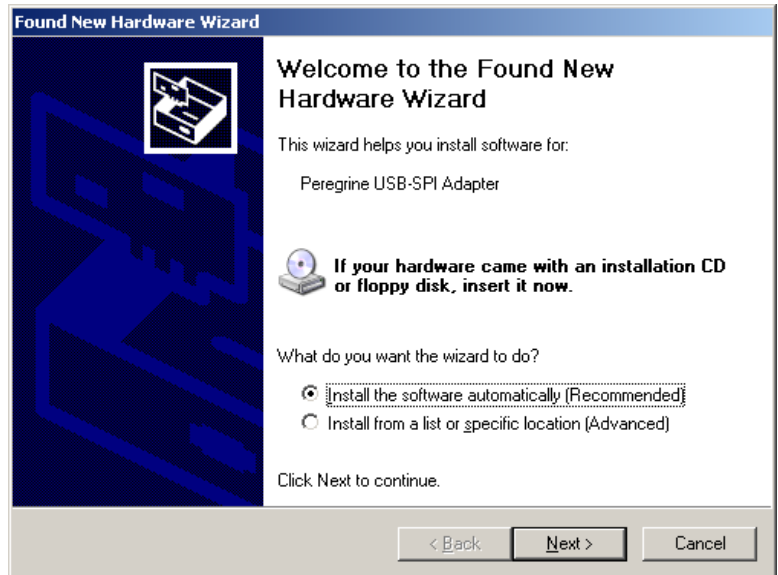 Found New Hardware Wizard
Welcome to the Found New
Hardware Wizard
This wizard helps you install software for:
Peregrine USB-SPI Adapter
If your hardware came with an installation CD
or floppy disk, insert it now.
What do you want the wizard to do?
Install the software automatically (Recommended)
Install from a list or specific location (Advanced)
Click Next to continue.
< Back
Next >
Cancel